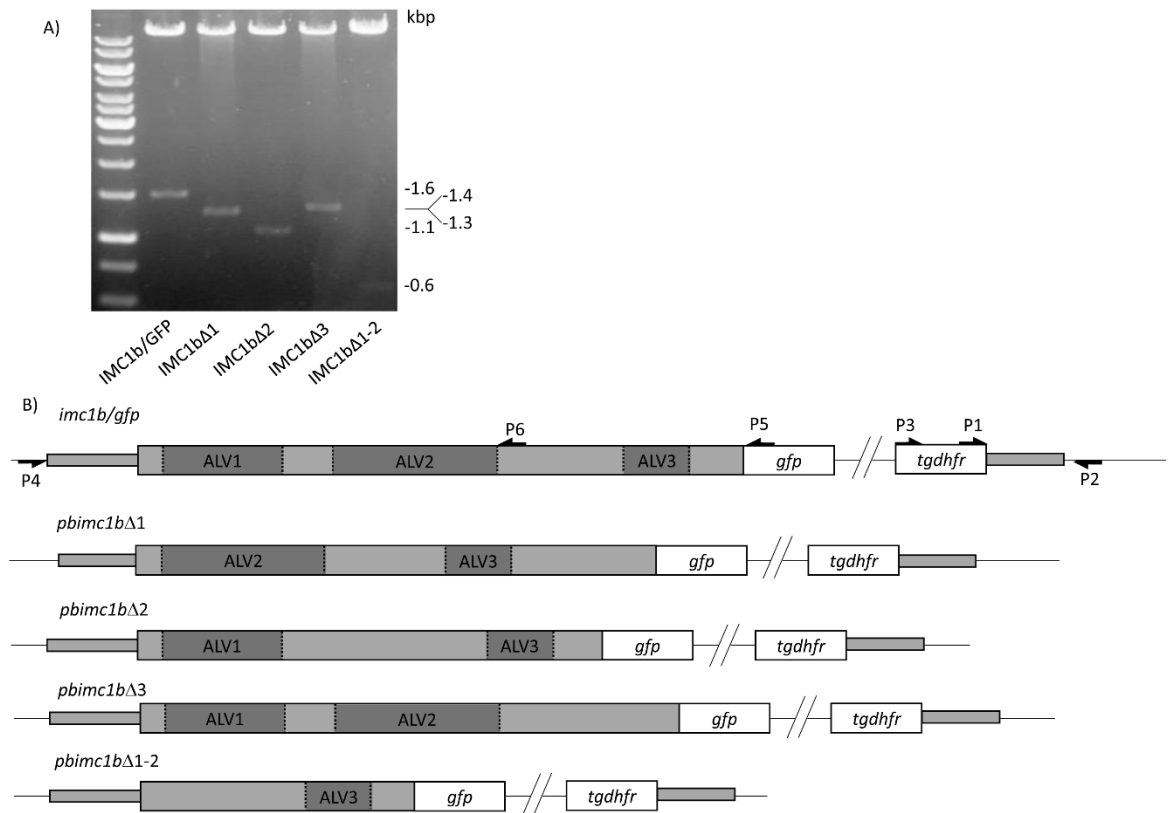 A)
kbp
-1.6
-1.4
-1.3
-1.1
-0.6
IMC1b/GFP
IMC1bΔ1
IMC1bΔ2
IMC1bΔ3
IMC1bΔ1-2
B)
imc1b/gfp
P6
P5
P3
P1
ALV1
ALV2
ALV3
gfp
tgdhfr
P4
P2
pbimc1bΔ1
ALV2
ALV3
gfp
tgdhfr
pbimc1bΔ2
ALV1
ALV3
gfp
tgdhfr
pbimc1bΔ3
ALV1
ALV2
gfp
tgdhfr
pbimc1bΔ1-2
ALV3
gfp
tgdhfr